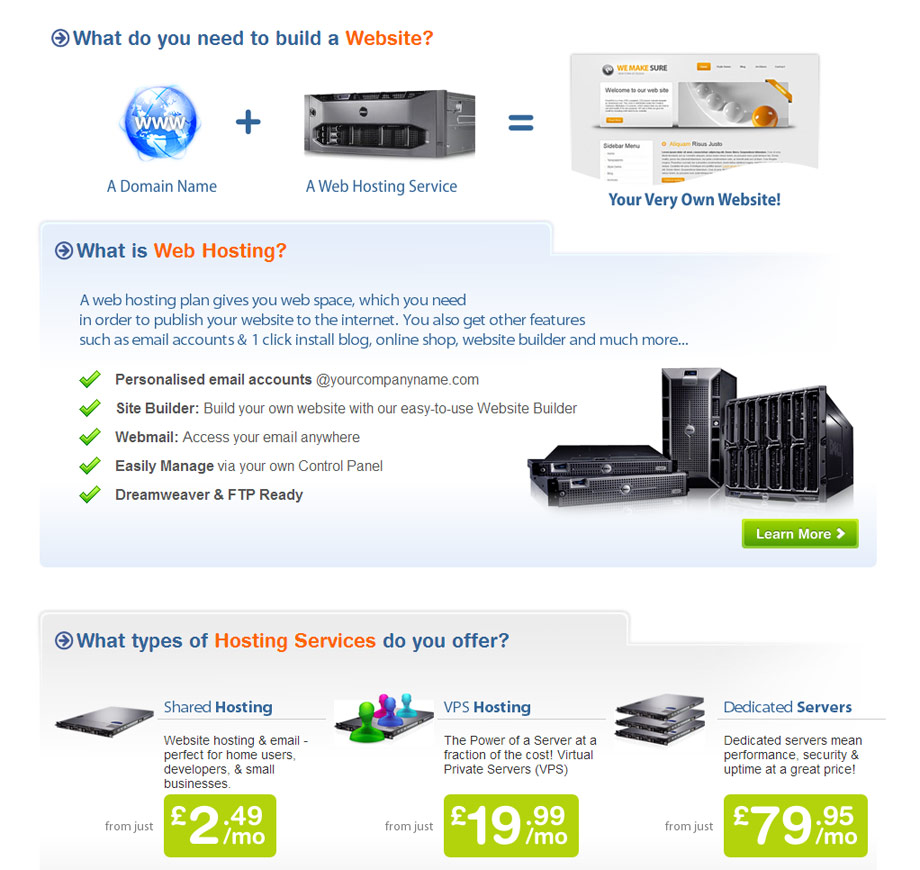 What do you need to build a Website?
www
+
=
WE MAKE SURE
Welcome to our web site
Sidebar Menu
Aliquam Risus Justo
A Domain Name
A Web Hosting Service
Your Very Own Website!
What is Web Hosting?
A web hosting plan gives you web space, which you need
in order to publish your website to the internet. You also get other features
such as email accounts & 1 click install blog, online shop, website builder and much more...
Personalised email accounts @yourcompanyname.com
Site Builder: Build your own website with our easy-to-use Website Builder
Webmail: Access your email anywhere
Easily Manage via your own Control Panel
Dreamweaver & FTP Ready
Learn More
What types of Hosting Services do you offer?
Shared Hosting
Website hosting & email -
perfect for home users,
developers, & small
businesses.
from just
£2.49
/mo
VPS Hosting
The Power of a Server at a
fraction of the cost! Virtual
Private Servers (VPS)
from just
£19.99
/mo
Dedicated Servers
Dedicated servers mean
performance, security &
uptime at a great price!
from just
£79.95
/mo